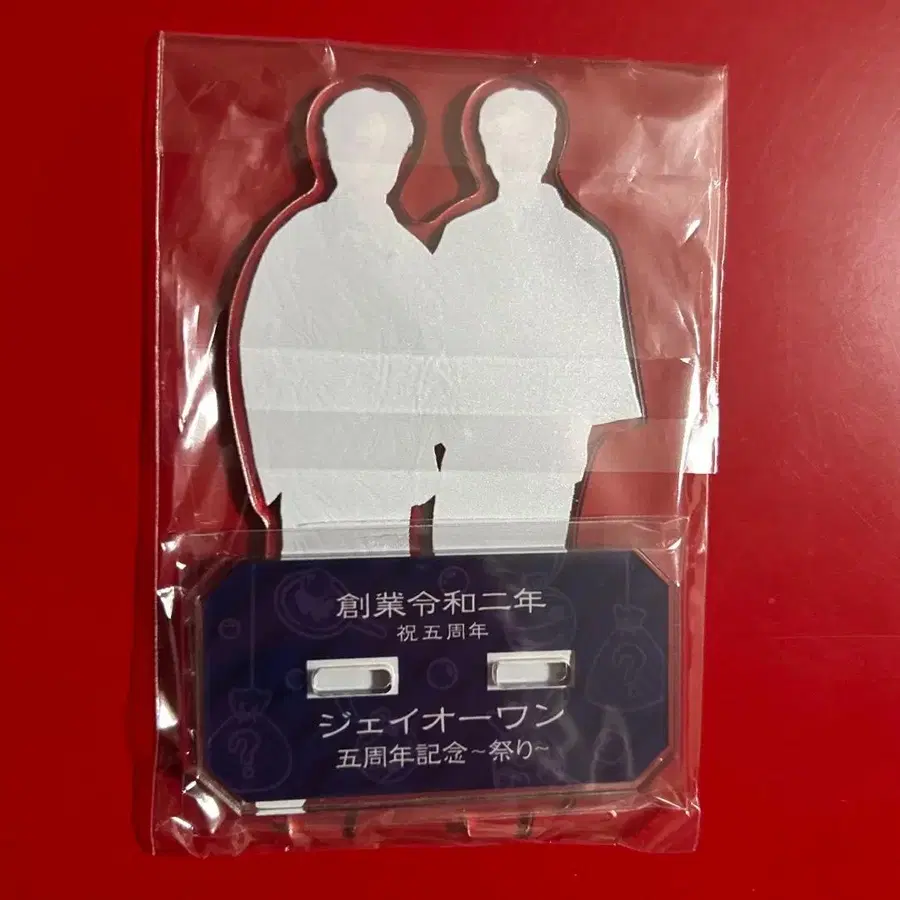 創業令和二年
祝五周年
ジェイオーワン
五周年記念~祭り~
?
?